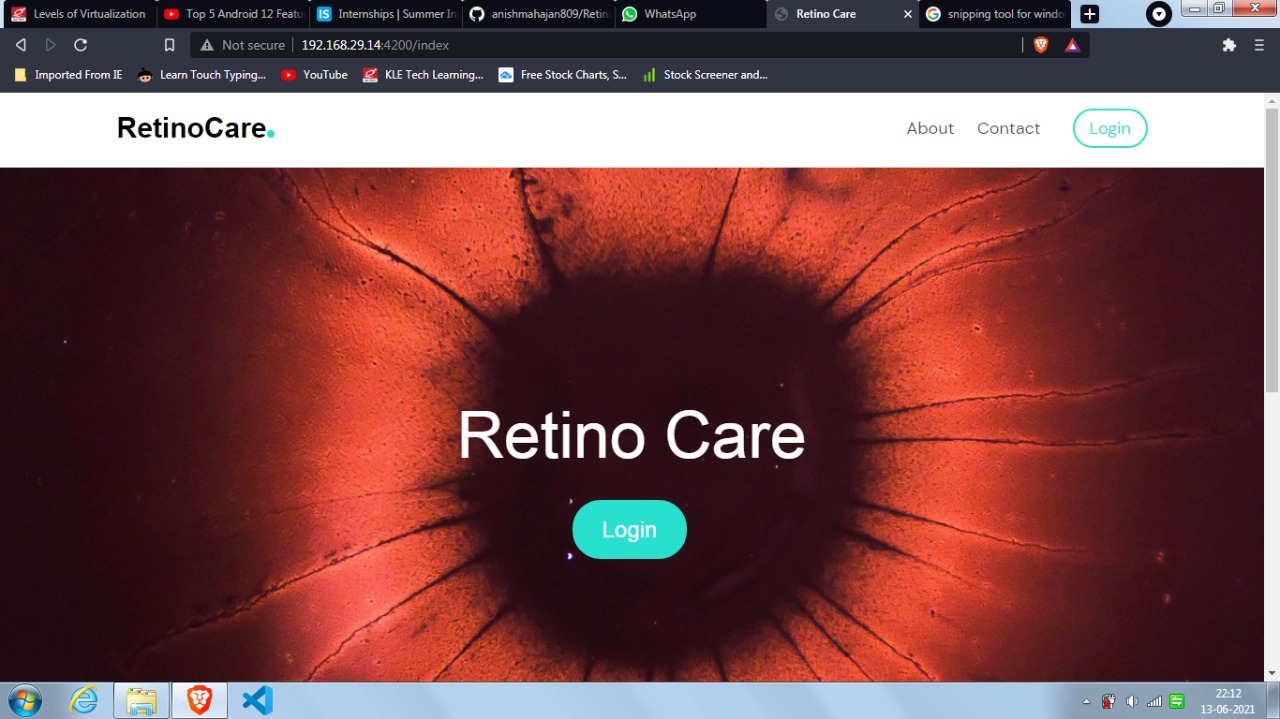 Levels of Virtualization
Top 5 Android 12 Featu
Internships | Summer In
anishmahajan809/Retin
WhatsApp
Retino Care
snipping tool for windo
Not secure
192.168.29.14:4200/index
Imported From IE
Learn Touch Typing...
YouTube
KLE Tech Learning...
Free Stock Charts, S...
Stock Screener and...
RetinoCare.
About
Contact
Login
Retino Care
Login
22:12
13-06-2021